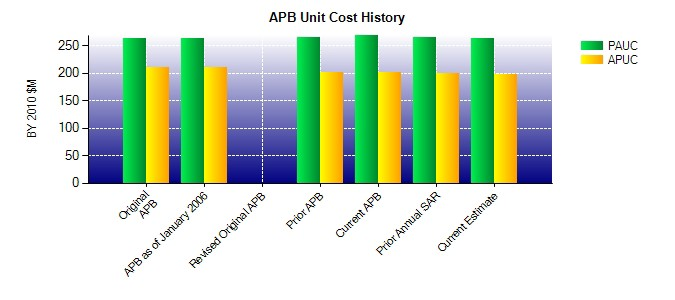 APB Unit Cost History
BY 2010 $M
250
200
150
100
50
0
Original
APB
APB as of January 2006
Revised Original APB
Prior APB
Current APB
Prior Annual SAR
Current Estimate
PAUC
APUC